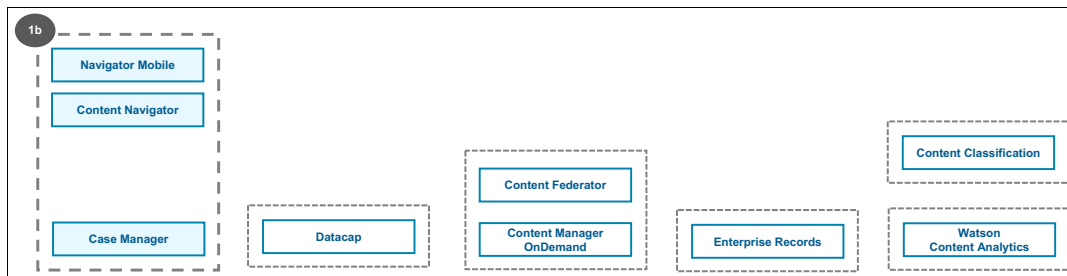 1b
Navigator Mobile
Content Navigator
Case Manager
Datacap
Content Federator
Content Manager
OnDemand
Enterprise Records
Content Classification
Watson
Content Analytics